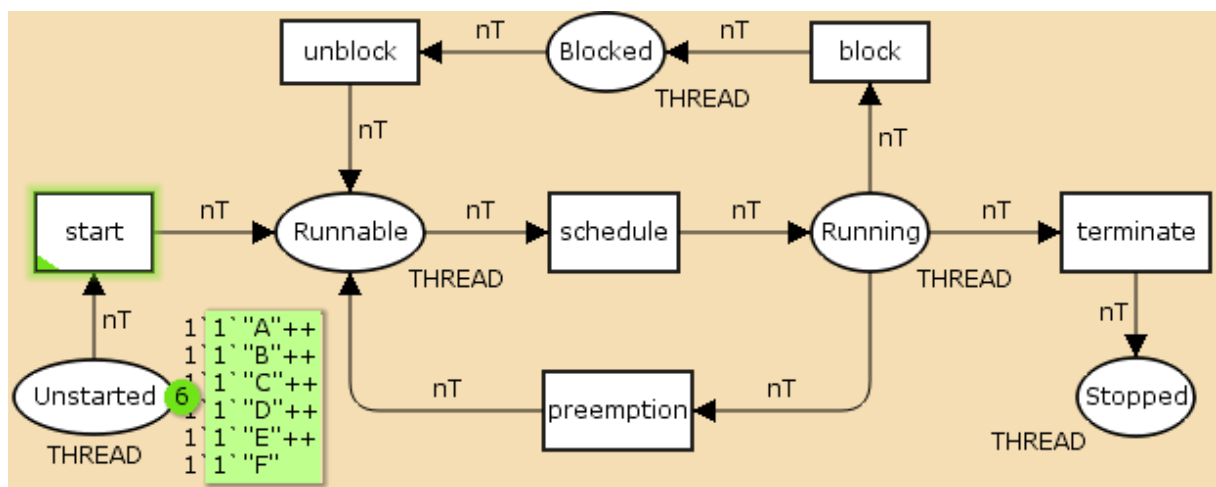 unblock
nT
Blocked
nT
block
THREAD
nT
nT
start
nT
Runnable
nT
schedule
nT
Running
nT
terminate
THREAD
THREAD
nT
nT
1`1`"A"++
1`1`"B"++
1`1`"C"++
1`1`"D"++
1`1`"E"++
1`1`"F"
Unstarted
6
THREAD
nT
preemption
nT
Stopped
THREAD